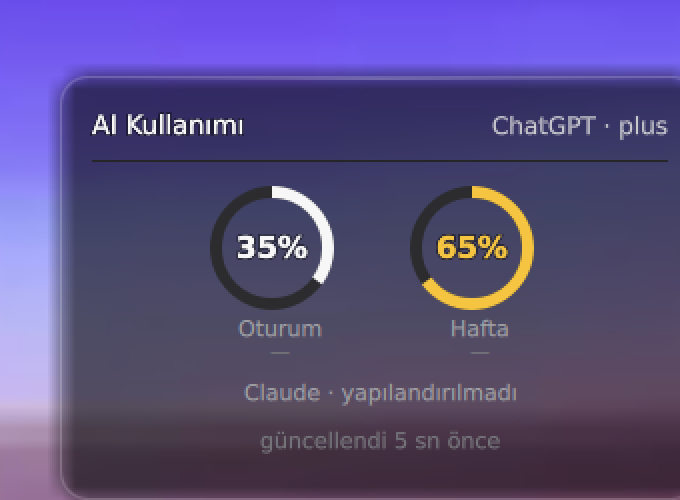 AI Kullanımı ChatGPT · plus
35% 65%
Oturum Hafta
— —
Claude · yapılandırılmadı
güncellendi 5 sn önce